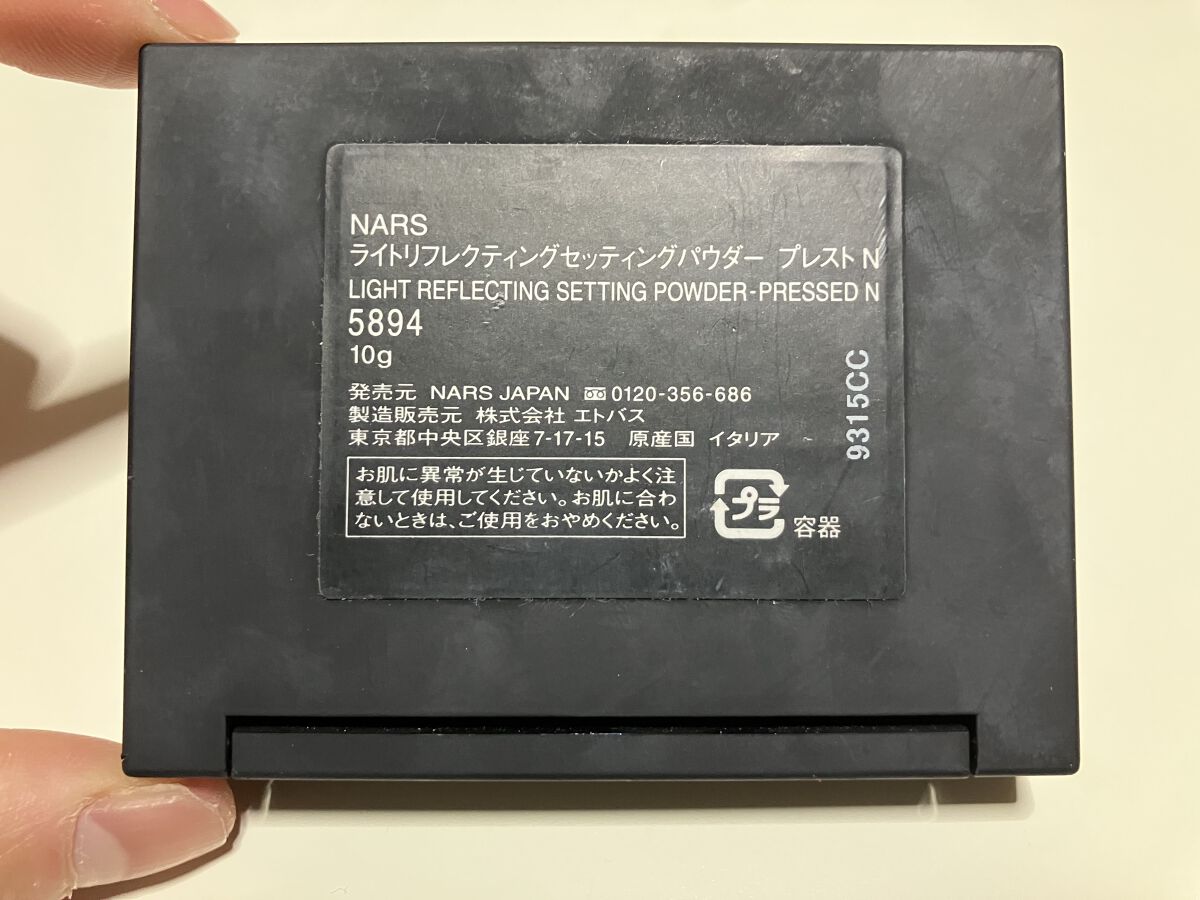 NARS
ライトリフレクティングセッティングパウダー プレスト N
LIGHT REFLECTING SETTING POWDER-PRESSED N
5894
10g
発売元 NARS JAPAN 0120-356-686
製造販売元 株式会社 エトバス
東京都中央区銀座7-17-15 原産国 イタリア
9315CC
お肌に異常が生じていないかよく注
意して使用してください。お肌に合わ
ないときは、ご使用をおやめください。
プラ
容器